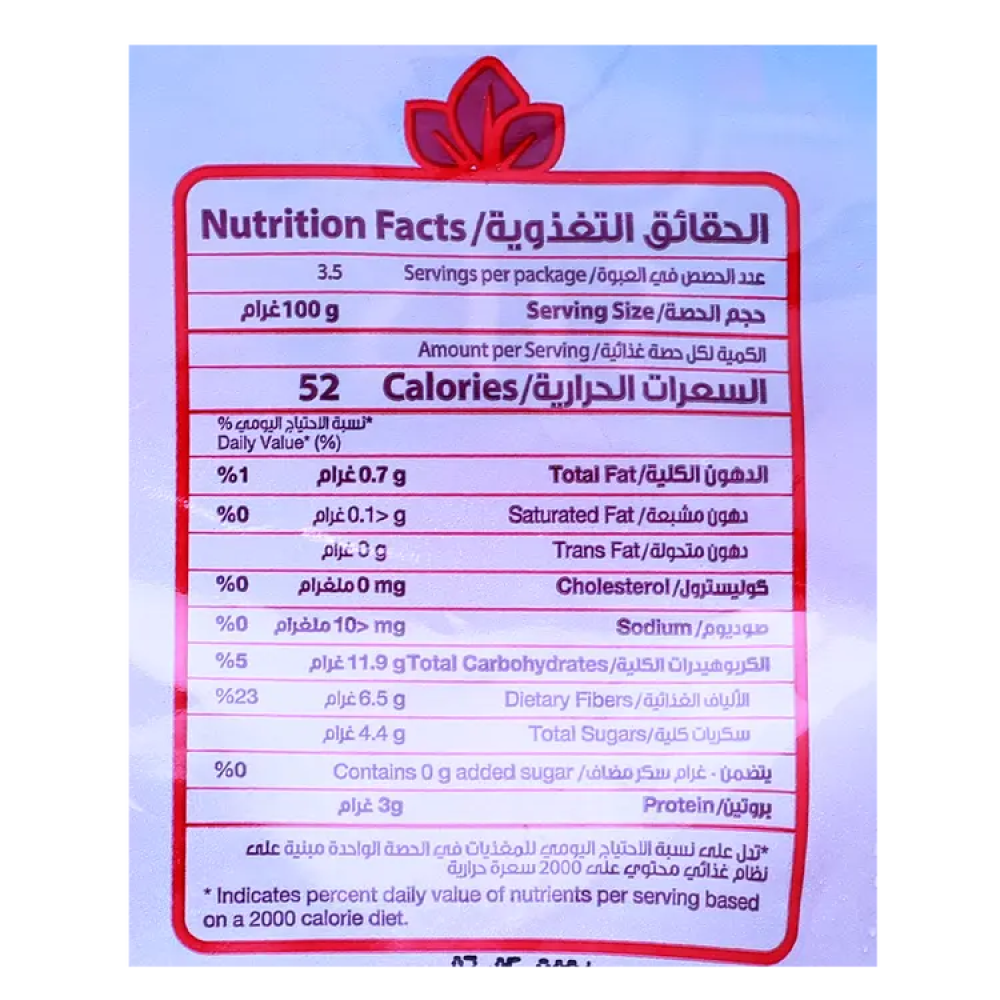 Nutrition Facts/الحقائق التغذوية
3.5 Servings per package/عدد الحصص في العبوة
100 g غرام Serving Size/حجم الحصة
Amount per Serving/الكمية لكل حصة غذائية
52 Calories/السعرات الحرارية
% نسبة الاحتياج اليومي*
Daily Value* (%)
%1 0.7 g غرام Total Fat/الدهون الكلية
%0 0.1> g غرام Saturated Fat/دهون مشبعة
0 g غرام Trans Fat/دهون متحولة
%0 0 mg ملغرام Cholesterol/كوليسترول
%0 10> mg ملغرام Sodium/صوديوم
%5 11.9 g غرام Total Carbohydrates/الكربوهيدرات الكلية
%23 6.5 g غرام Dietary Fibers/الألياف الغذائية
4.4 g غرام Total Sugars/سكريات كلية
%0 Contains 0 g added sugar/يتضمن ٠ غرام سكر مضاف
3g غرام Protein/بروتين
*تدل على نسبة الاحتياج اليومي للمغذيات في الحصة الواحدة مبنية على
نظام غذائي محتوي على 2000 سعرة حرارية
* Indicates percent daily value of nutrients per serving based
on a 2000 calorie diet.